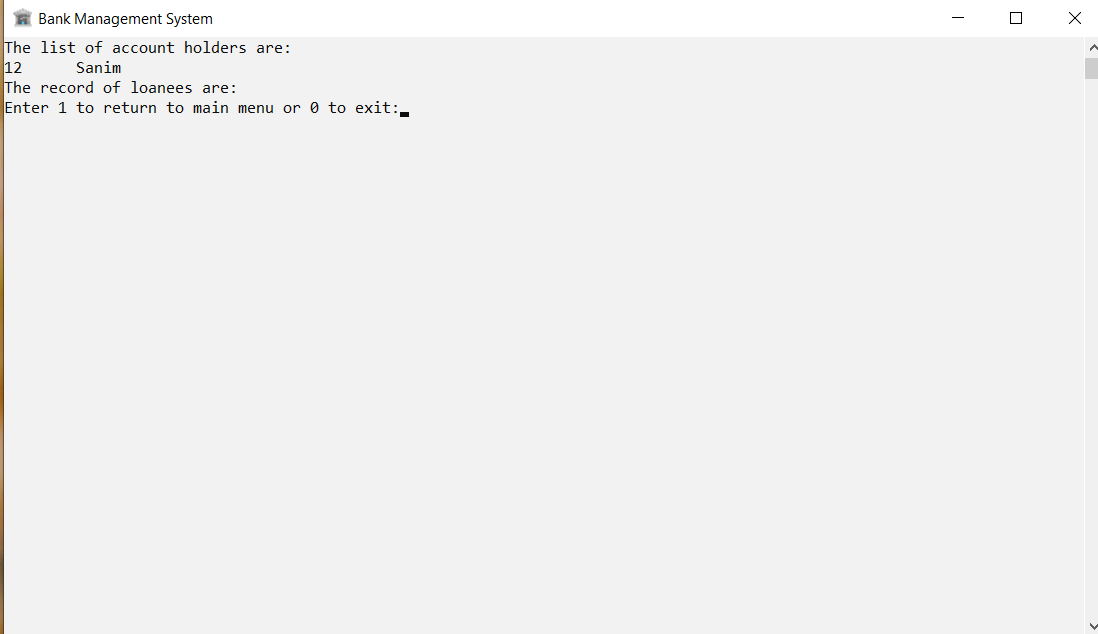 Bank Management System
The list of account holders are:
12      Sanim
The record of loanees are:
Enter 1 to return to main menu or 0 to exit: